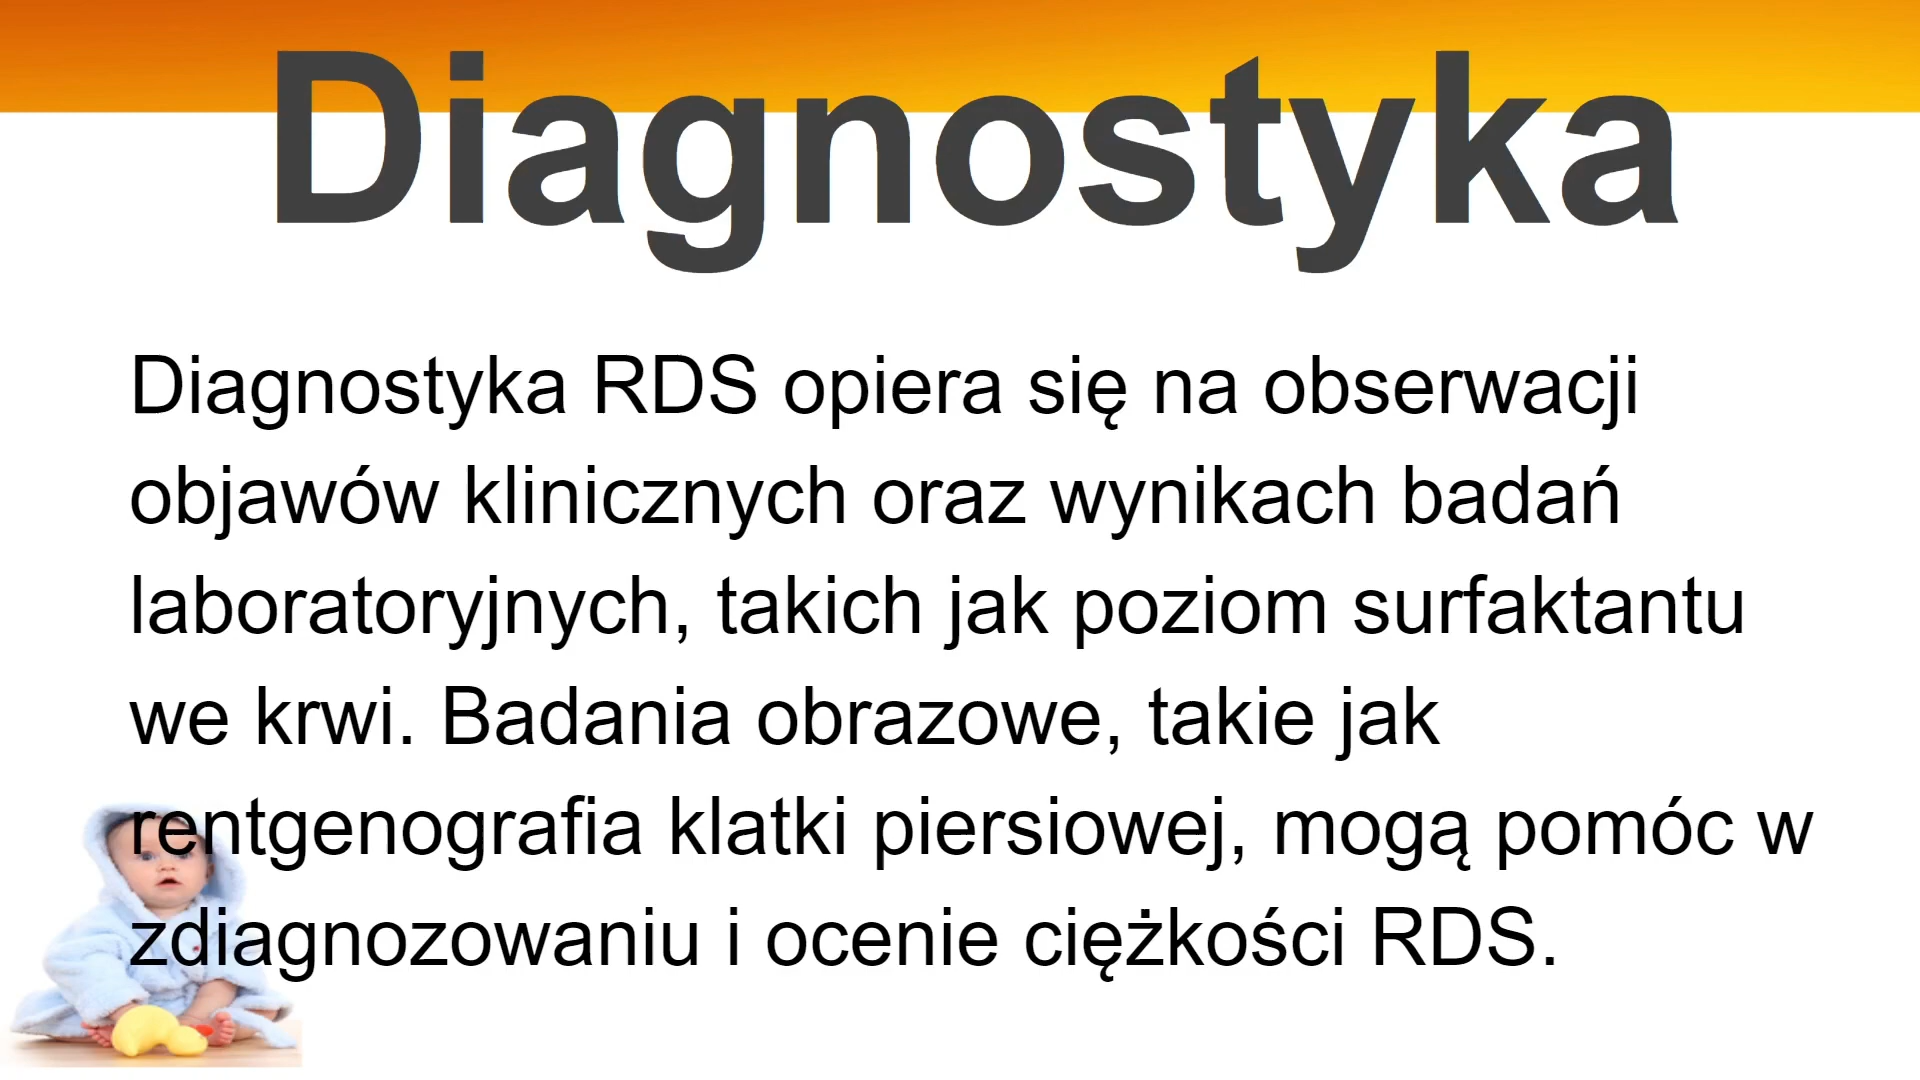 Diagnostyka
Diagnostyka RDS opiera się na obserwacji
objawów klinicznych oraz wynikach badań
laboratoryjnych, takich jak poziom surfaktantu
we krwi. Badania obrazowe, takie jak
rentgenografia klatki piersiowej, mogą pomóc w
zdiagnozowaniu i ocenie ciężkości RDS.